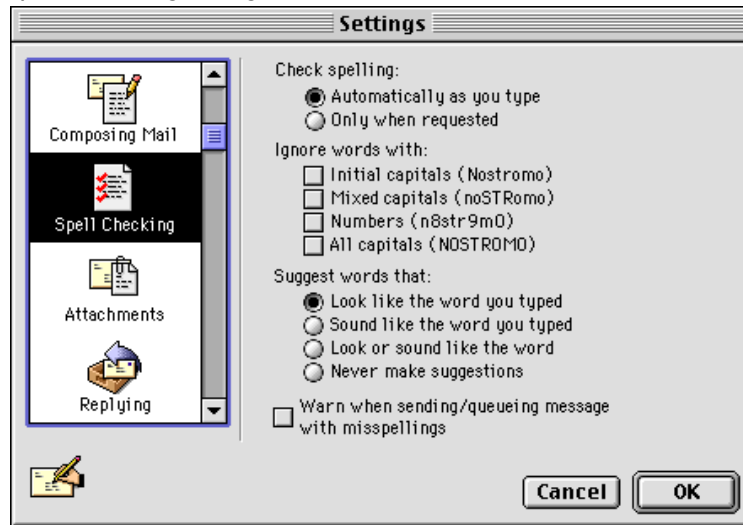 Settings
Composing Mail
Spell Checking
Attachments
Replying
Check spelling:
Automatically as you type
Only when requested
Ignore words with:
Initial capitals (Nostromo)
Mixed capitals (noSTRomo)
Numbers (n8str9m0)
All capitals (NOSTROMO)
Suggest words that:
Look like the word you typed
Sound like the word you typed
Look or sound like the word
Never make suggestions
Warn when sending/queueing message
with misspellings
Cancel
OK